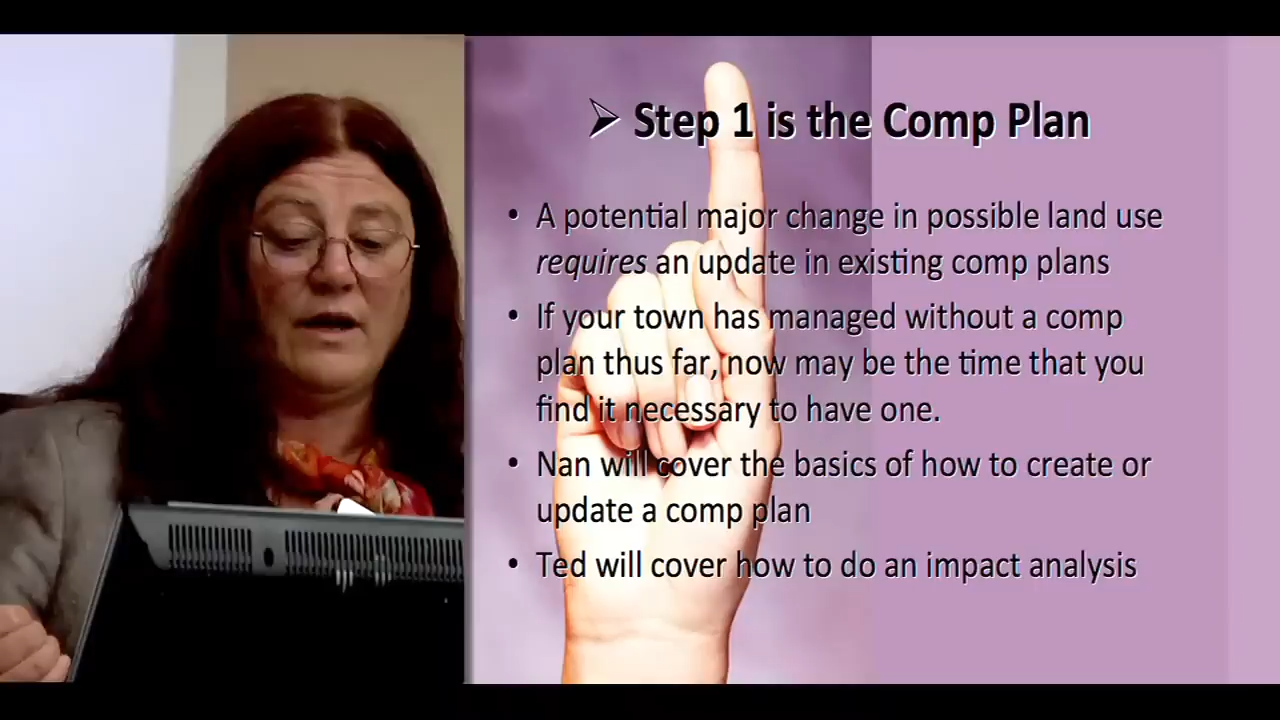 ➢ Step 1 is the Comp Plan
• A potential major change in possible land use
requires an update in existing comp plans
• If your town has managed without a comp
plan thus far, now may be the time that you
find it necessary to have one.
• Nan will cover the basics of how to create or
update a comp plan
• Ted will cover how to do an impact analysis